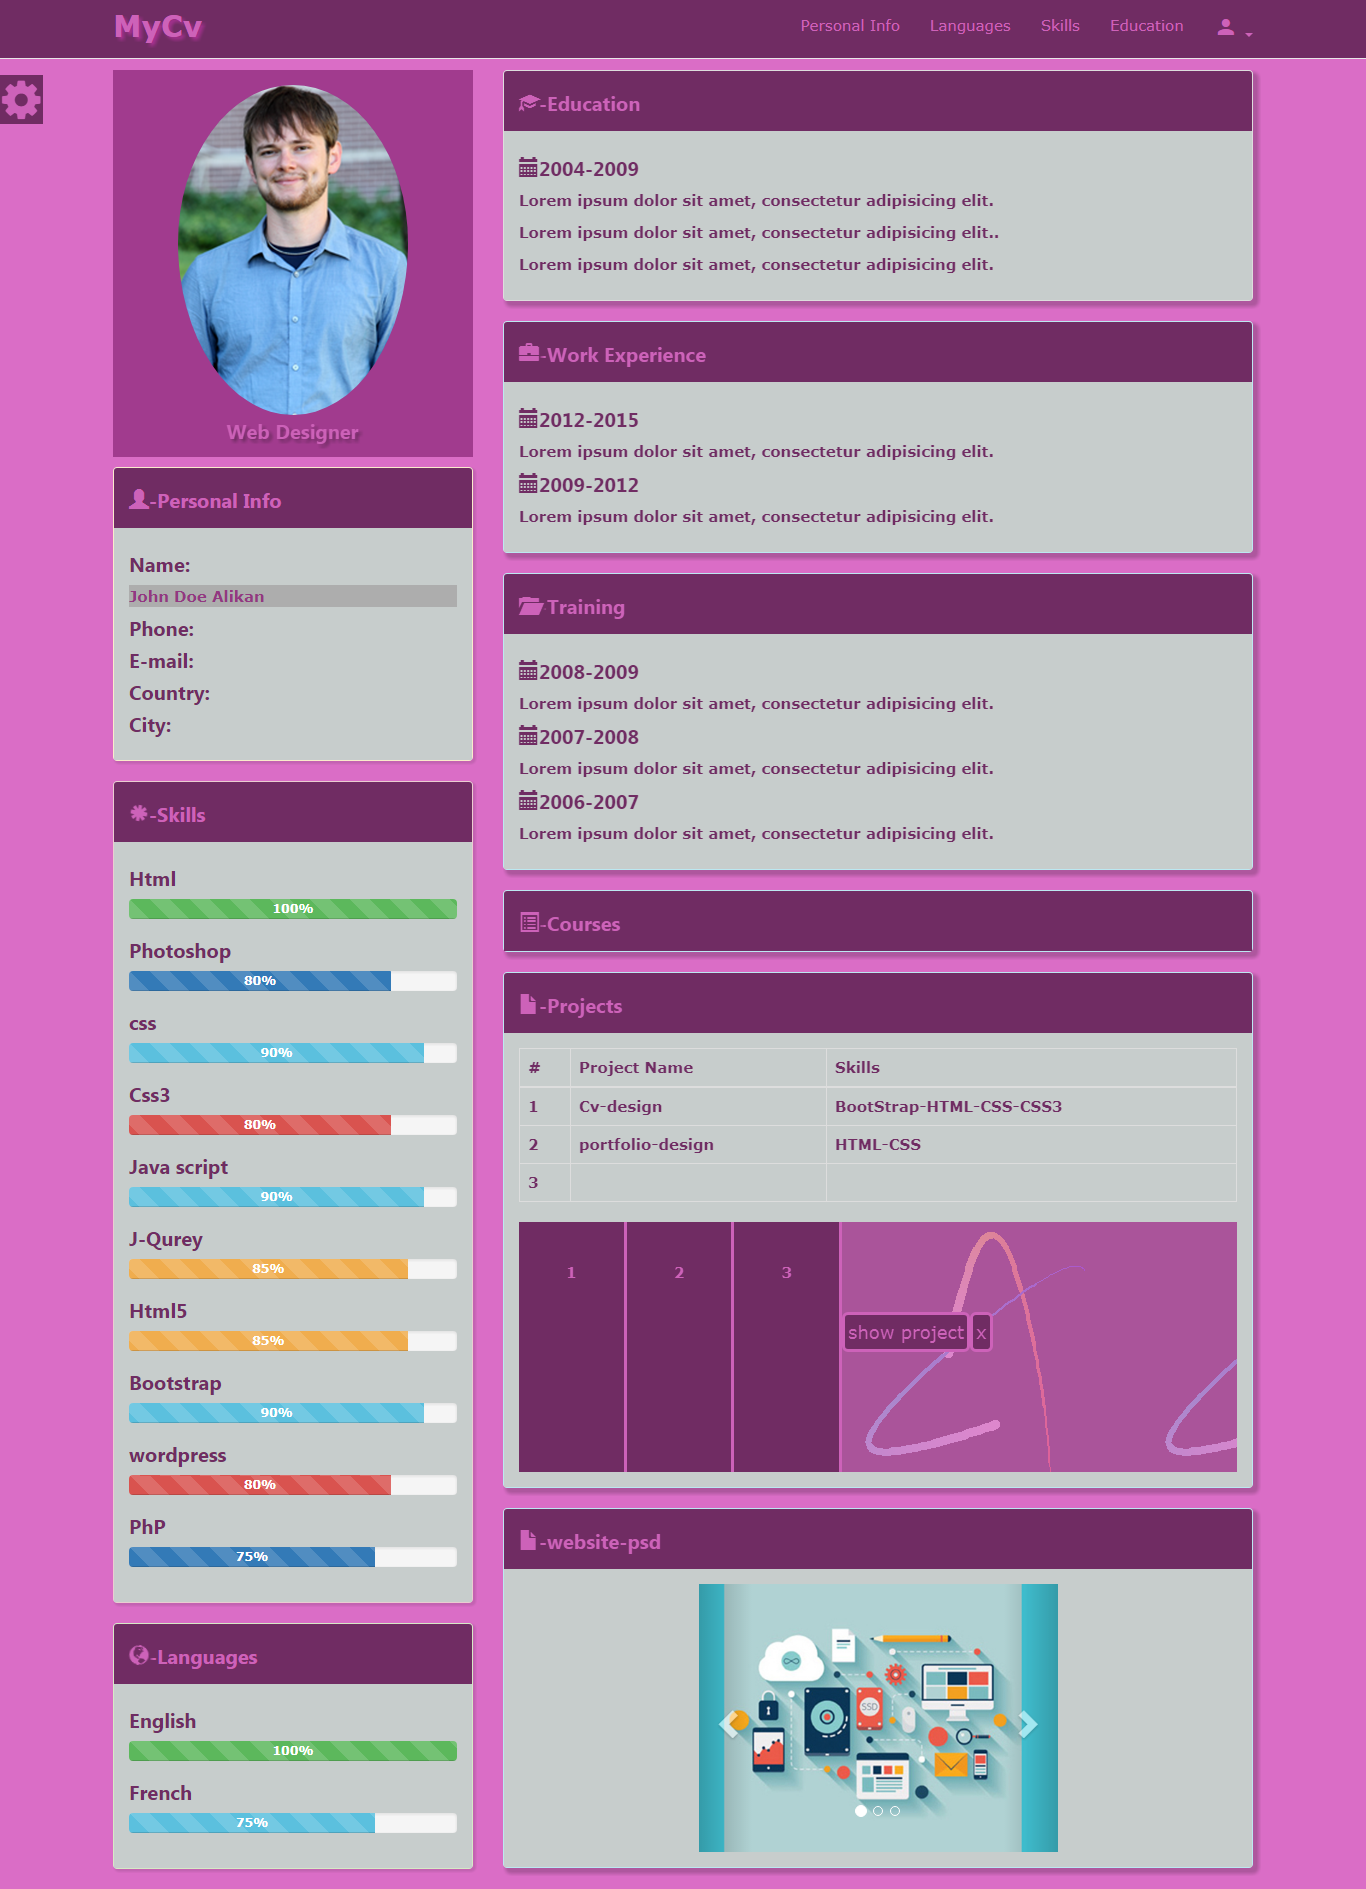 MyCv
Personal Info
Languages
Skills
Education
Web Designer
-Personal Info
Name:
John Doe Alikan
Phone:
E-mail:
Country:
City:
-Skills
Html
100%
Photoshop
80%
css
90%
Css3
80%
Java script
90%
J-Qurey
85%
Html5
85%
Bootstrap
90%
wordpress
80%
PhP
75%
-Languages
English
100%
French
75%
-Education
2004-2009
Lorem ipsum dolor sit amet, consectetur adipisicing elit.
Lorem ipsum dolor sit amet, consectetur adipisicing elit..
Lorem ipsum dolor sit amet, consectetur adipisicing elit.
-Work Experience
2012-2015
Lorem ipsum dolor sit amet, consectetur adipisicing elit.
2009-2012
Lorem ipsum dolor sit amet, consectetur adipisicing elit.
-Training
2008-2009
Lorem ipsum dolor sit amet, consectetur adipisicing elit.
2007-2008
Lorem ipsum dolor sit amet, consectetur adipisicing elit.
2006-2007
Lorem ipsum dolor sit amet, consectetur adipisicing elit.
-Courses
-Projects
# Project Name Skills
1 Cv-design BootStrap-HTML-CSS-CSS3
2 portfolio-design HTML-CSS
3
1 2 3
show project x
-website-psd
SSD